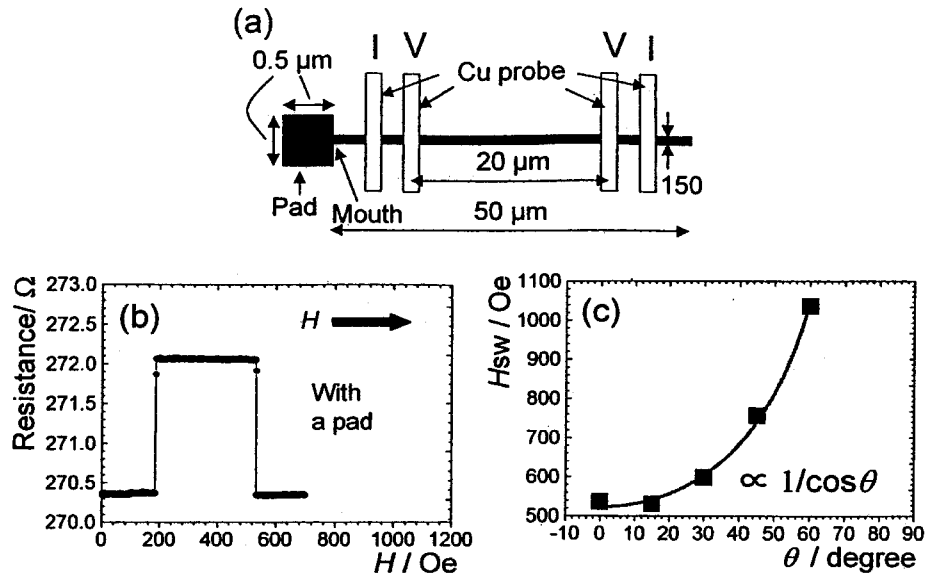 (a)
I V V I
0.5 µm
Cu probe
20 µm
150
Pad
Mouth
50 µm
(b)
Resistance/ Ω
273.0
272.5
272.0
271.5
271.0
270.5
270.0
H
With
a pad
0 200 400 600 800 1000 1200
H / Oe
(c)
Hsw / Oe
1100
1000
900
800
700
600
500
∝ 1/cosθ
-10 0 10 20 30 40 50 60 70 80 90
θ / degree